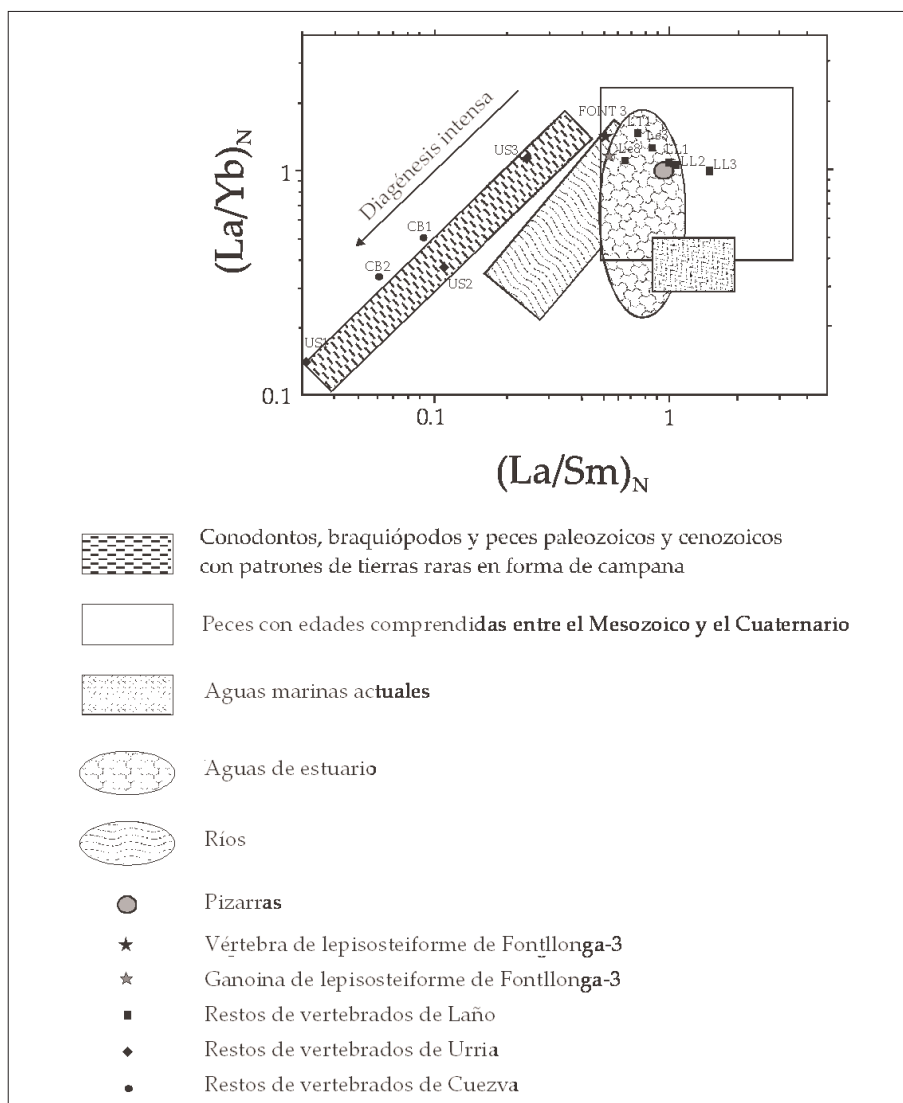 (La/Yb)N
1
0.1
Diagénesis intensa
FONT 3
US3
LL1
LL2
LL3
CB1
CB2
US2
US1
0.1
1
(La/Sm)N
Conodontos, braquiópodos y peces paleozoicos y cenozoicos
con patrones de tierras raras en forma de campana
Peces con edades comprendidas entre el Mesozoico y el Cuaternario
Aguas marinas actuales
Aguas de estuario
Ríos
Pizarras
Vértebra de lepisosteiforme de Fontllonga-3
Ganoina de lepisosteiforme de Fontllonga-3
Restos de vertebrados de Laño
Restos de vertebrados de Urria
Restos de vertebrados de Cuezva